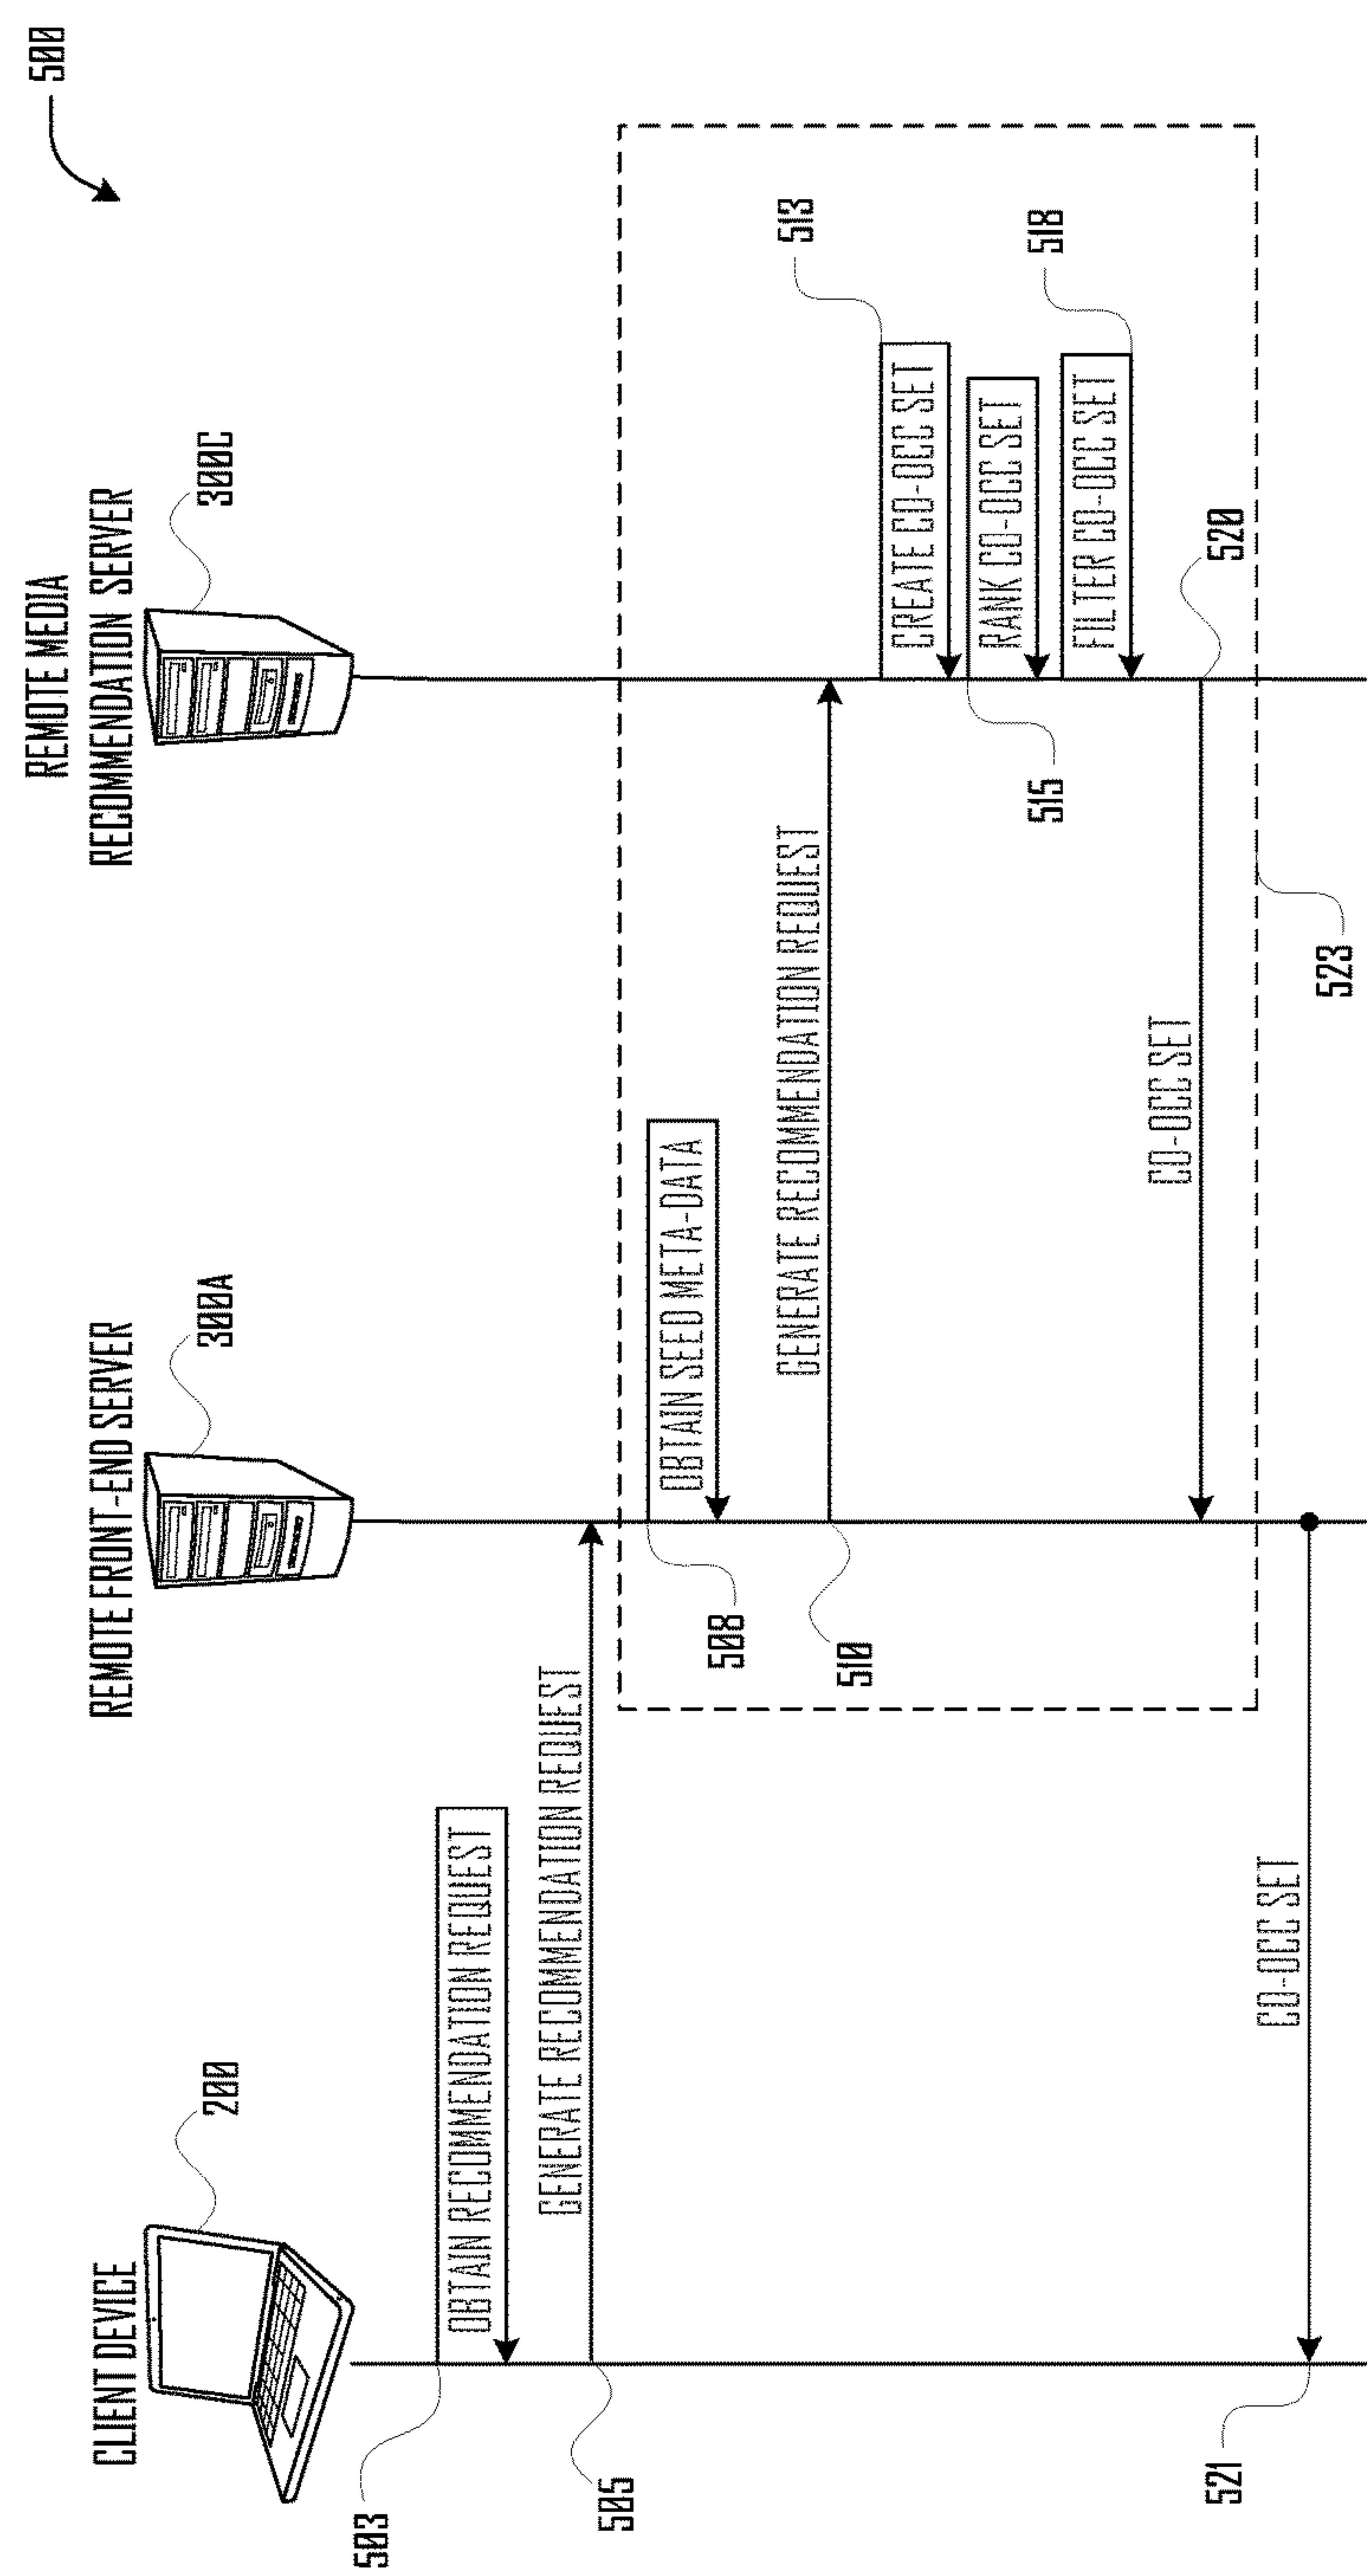 500
CLIENT DEVICE
200
REMOTE FRONT-END SERVER
300A
REMOTE MEDIA
RECOMMENDATION SERVER
300C
503
OBTAIN RECOMMENDATION REQUEST
505
GENERATE RECOMMENDATION REQUEST
508
OBTAIN SEED META-DATA
510
GENERATE RECOMMENDATION REQUEST
513
CREATE CO-OCC SET
515
RANK CO-OCC SET
518
FILTER CO-OCC SET
520
CO-OCC SET
523
521
CO-OCC SET